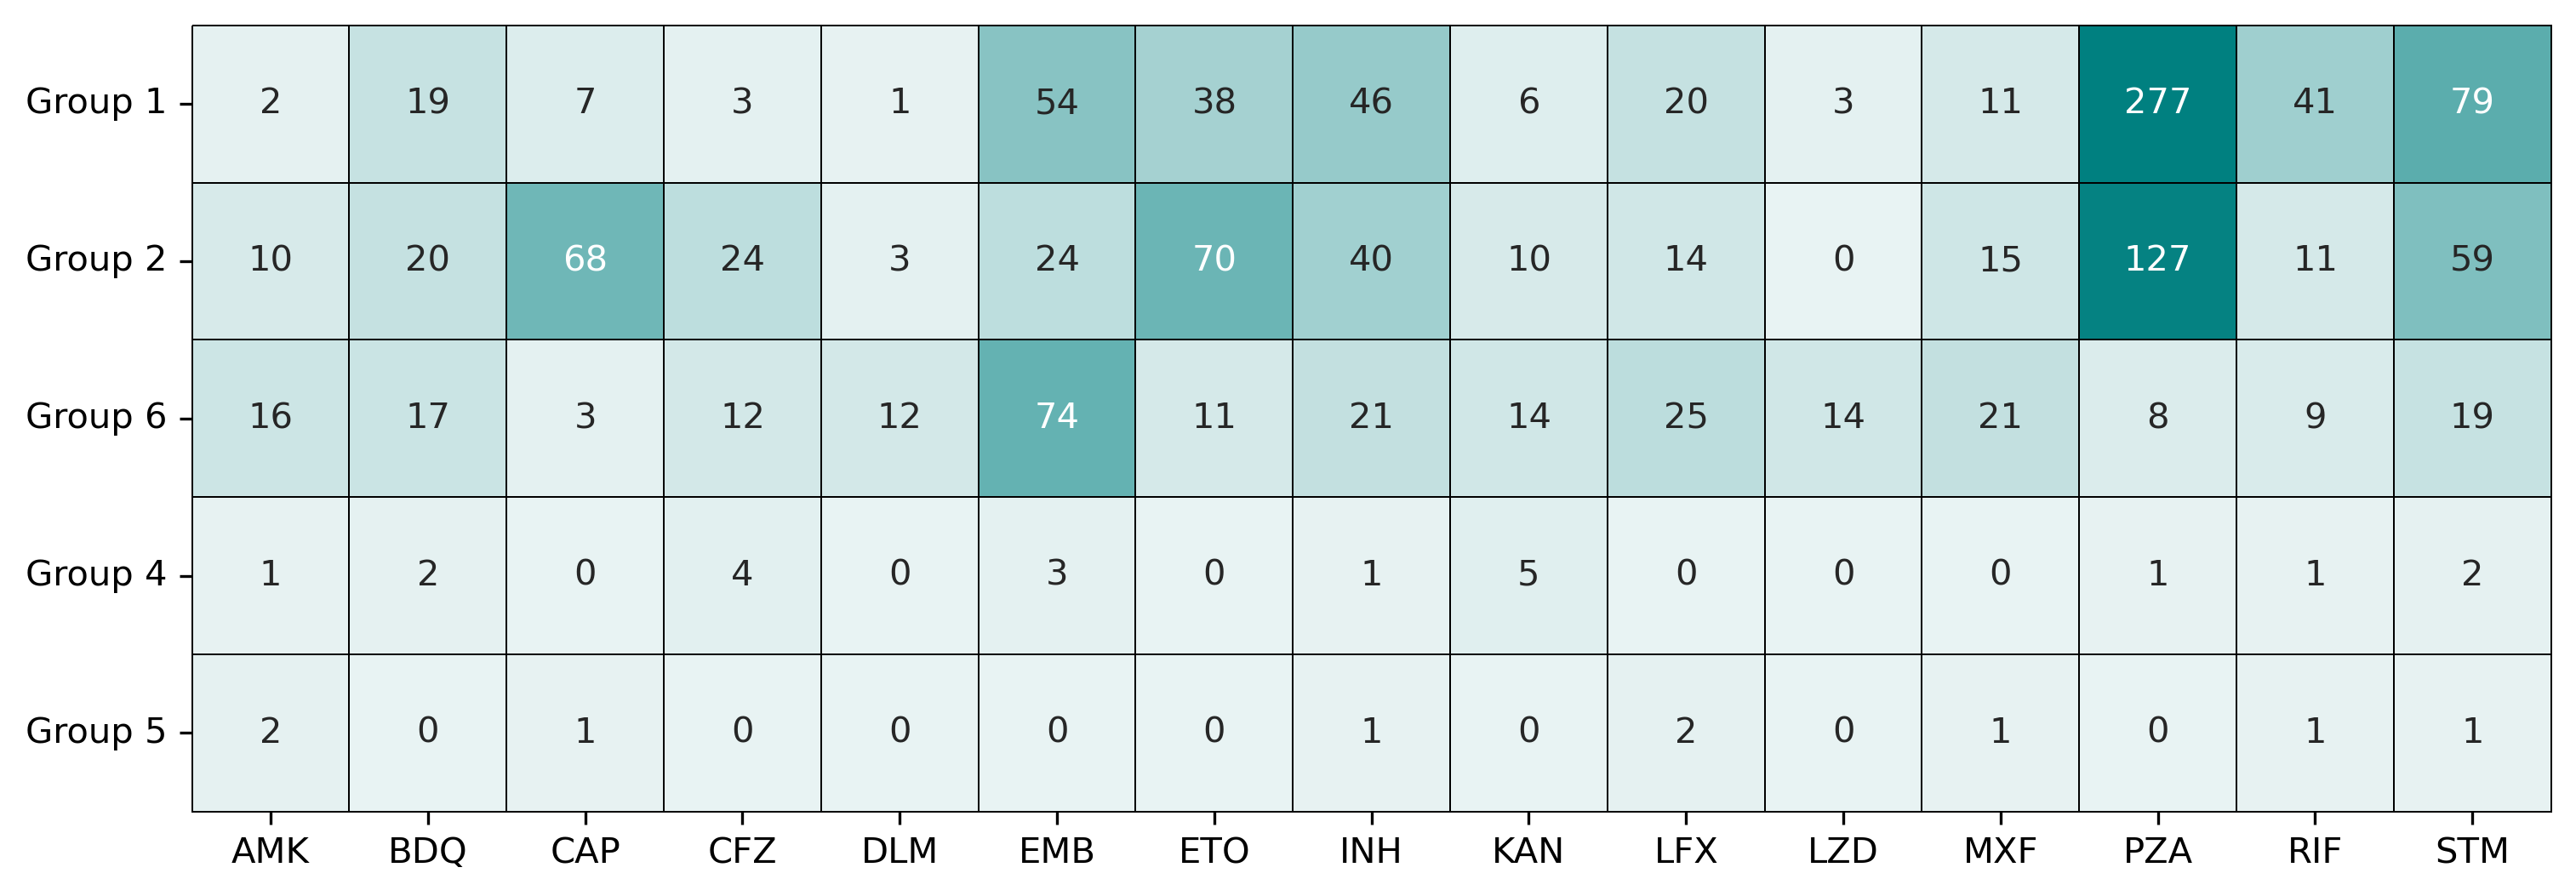 Group 1 2 19 7 3 1 54 38 46 6 20 3 11 277 41 79
Group 2 10 20 68 24 3 24 70 40 10 14 0 15 127 11 59
Group 6 16 17 3 12 12 74 11 21 14 25 14 21 8 9 19
Group 4 1 2 0 4 0 3 0 1 5 0 0 0 1 1 2
Group 5 2 0 1 0 0 0 0 1 0 2 0 1 0 1 1
AMK BDQ CAP CFZ DLM EMB ETO INH KAN LFX LZD MXF PZA RIF STM